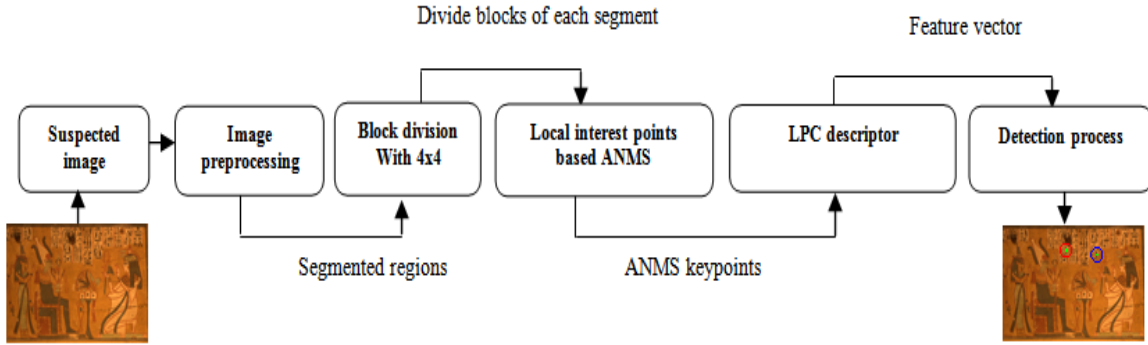 Divide blocks of each segment
Feature vector
Suspected
image
Image
preprocessing
Block division
With 4x4
Local interest points
based ANMS
LPC descriptor
Detection process
Segmented regions
ANMS keypoints